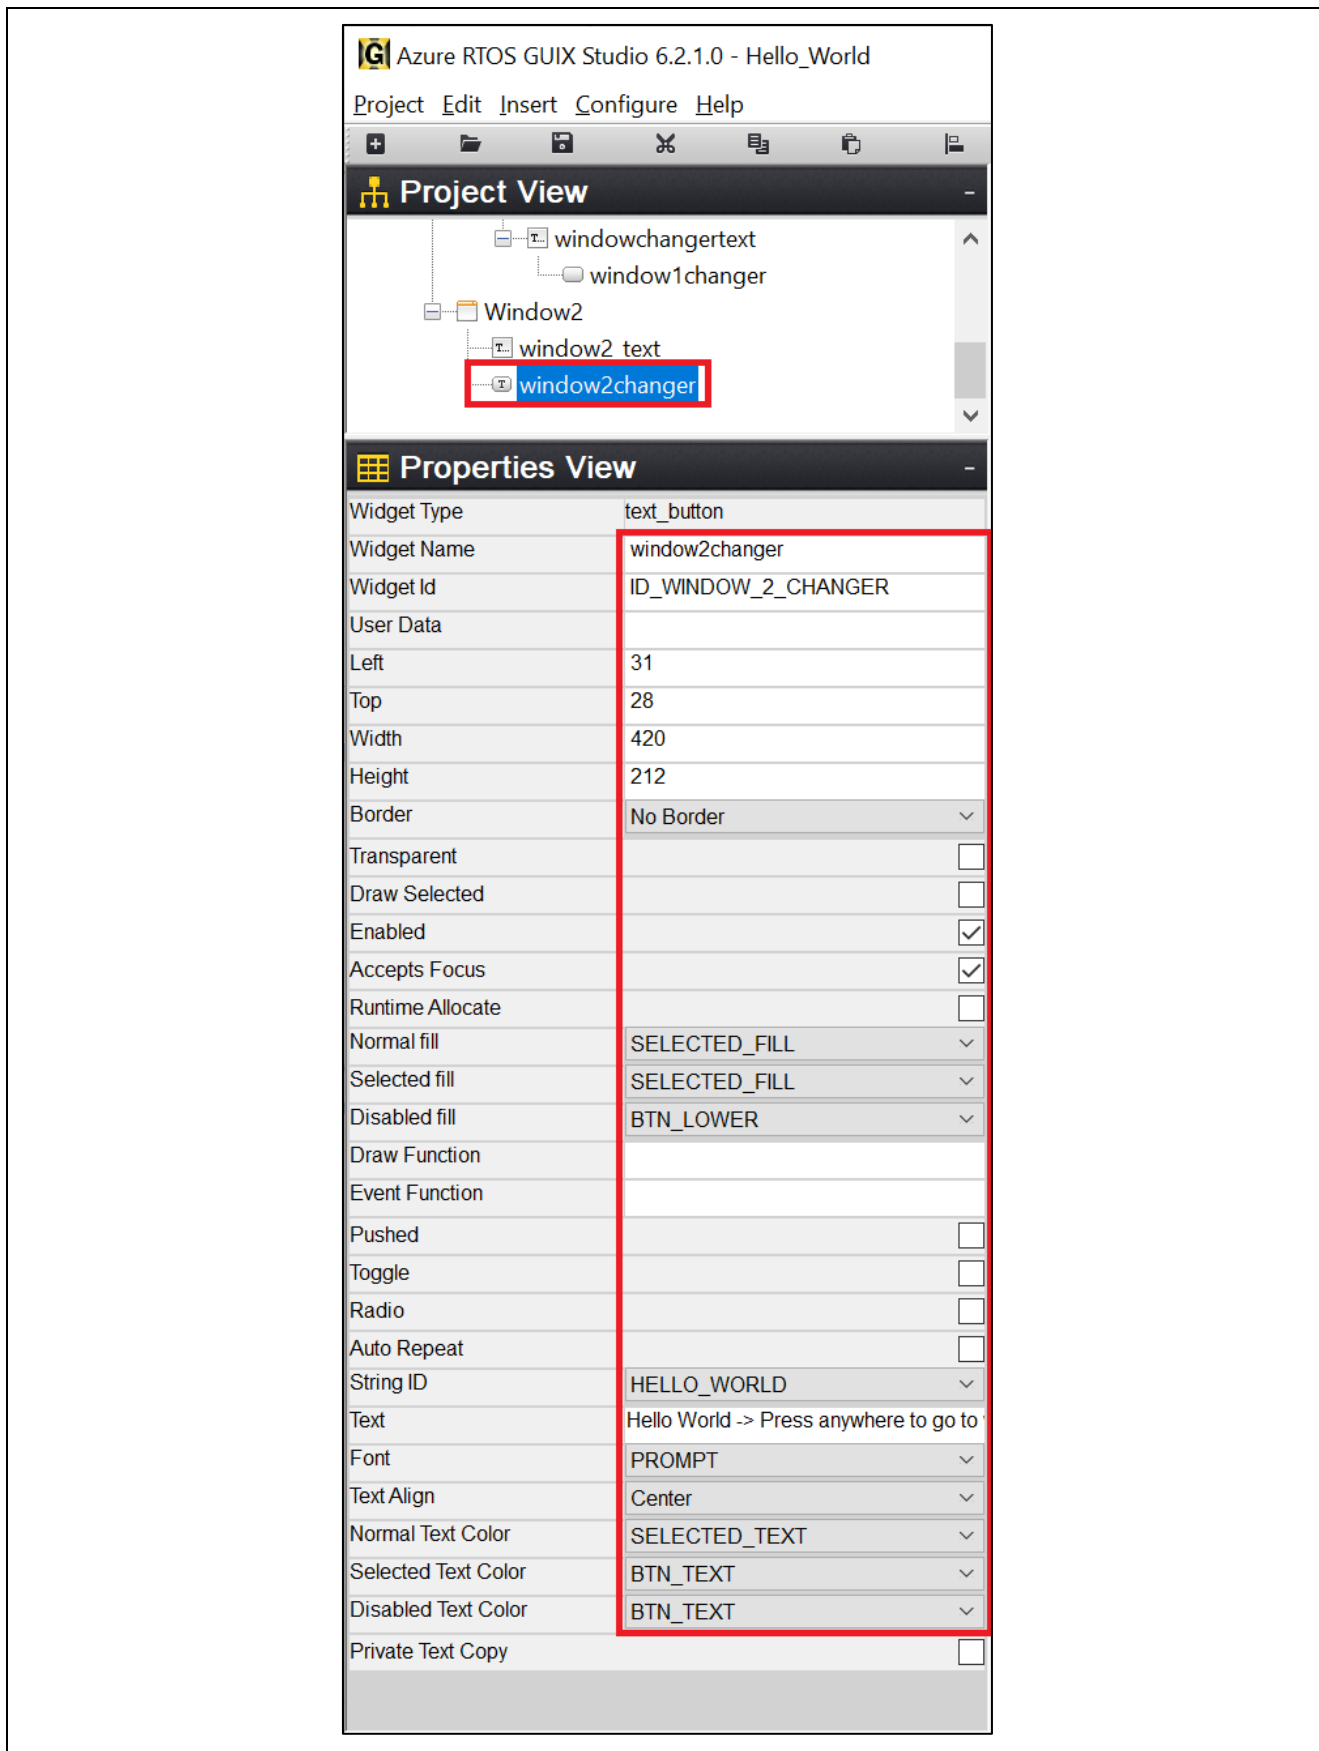 Azure RTOS GUIX Studio 6.2.1.0 - Hello_World
Project Edit Insert Configure Help
Project View
windowchangertext
window1changer
Window2
window2_text
window2changer
Properties View
Widget Type text_button
Widget Name window2changer
Widget Id ID_WINDOW_2_CHANGER
User Data
Left 31
Top 28
Width 420
Height 212
Border No Border
Transparent
Draw Selected
Enabled
Accepts Focus
Runtime Allocate
Normal fill SELECTED_FILL
Selected fill SELECTED_FILL
Disabled fill BTN_LOWER
Draw Function
Event Function
Pushed
Toggle
Radio
Auto Repeat
String ID HELLO_WORLD
Text Hello World -> Press anywhere to go to
Font PROMPT
Text Align Center
Normal Text Color SELECTED_TEXT
Selected Text Color BTN_TEXT
Disabled Text Color BTN_TEXT
Private Text Copy